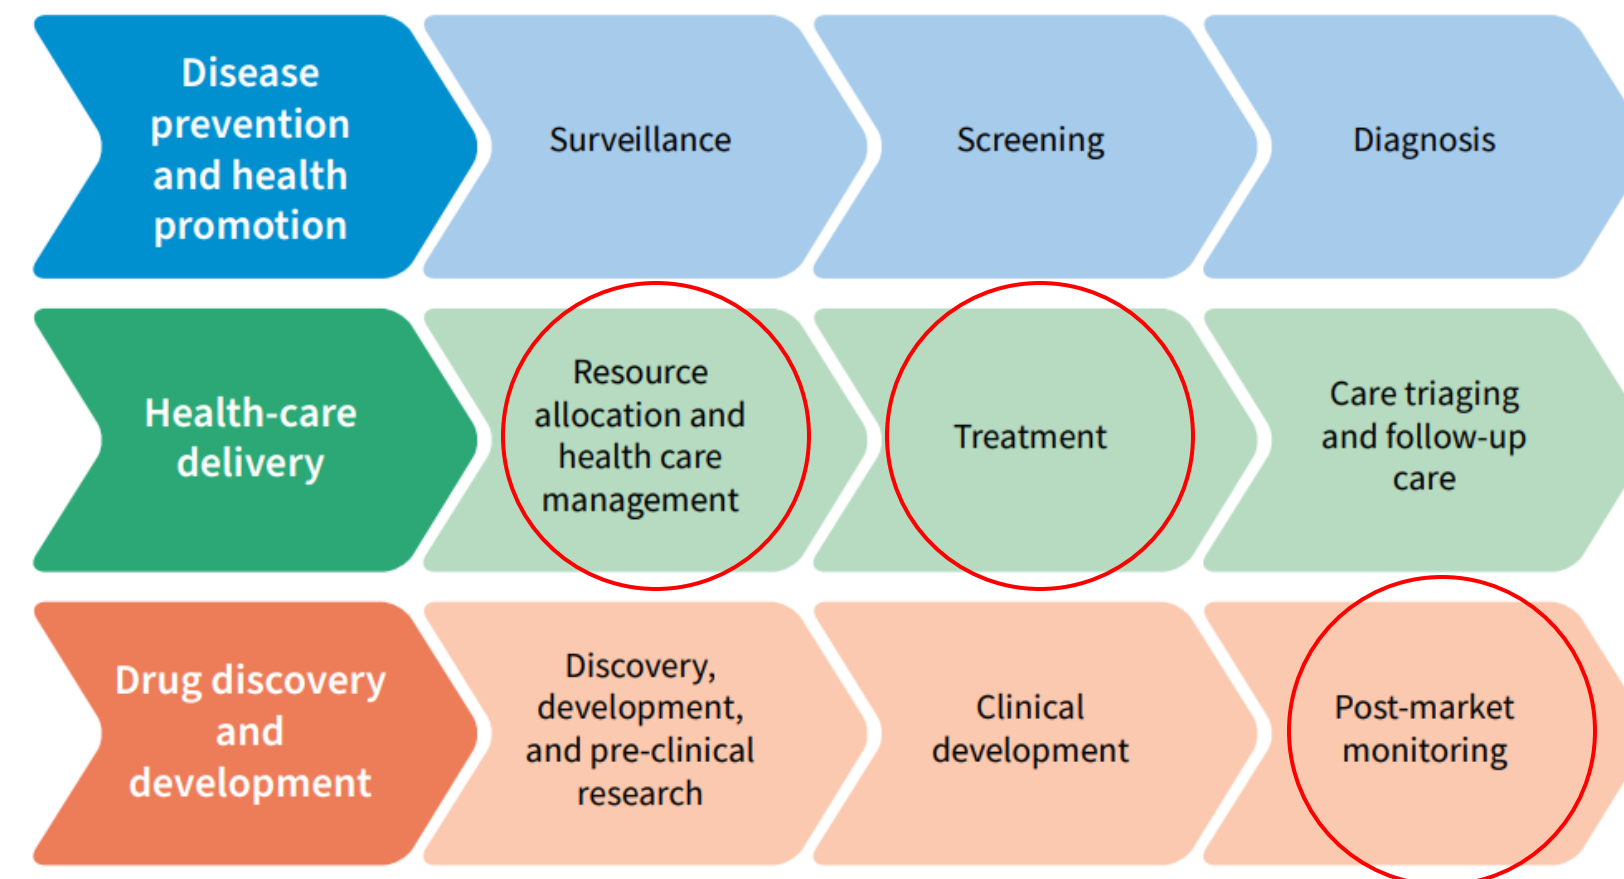 Disease
prevention
and health
promotion
Surveillance
Screening
Diagnosis
Health-care
delivery
Resource
allocation and
health care
management
Treatment
Care triaging
and follow-up
care
Drug discovery
and
development
Discovery,
development,
and pre-clinical
research
Clinical
development
Post-market
monitoring